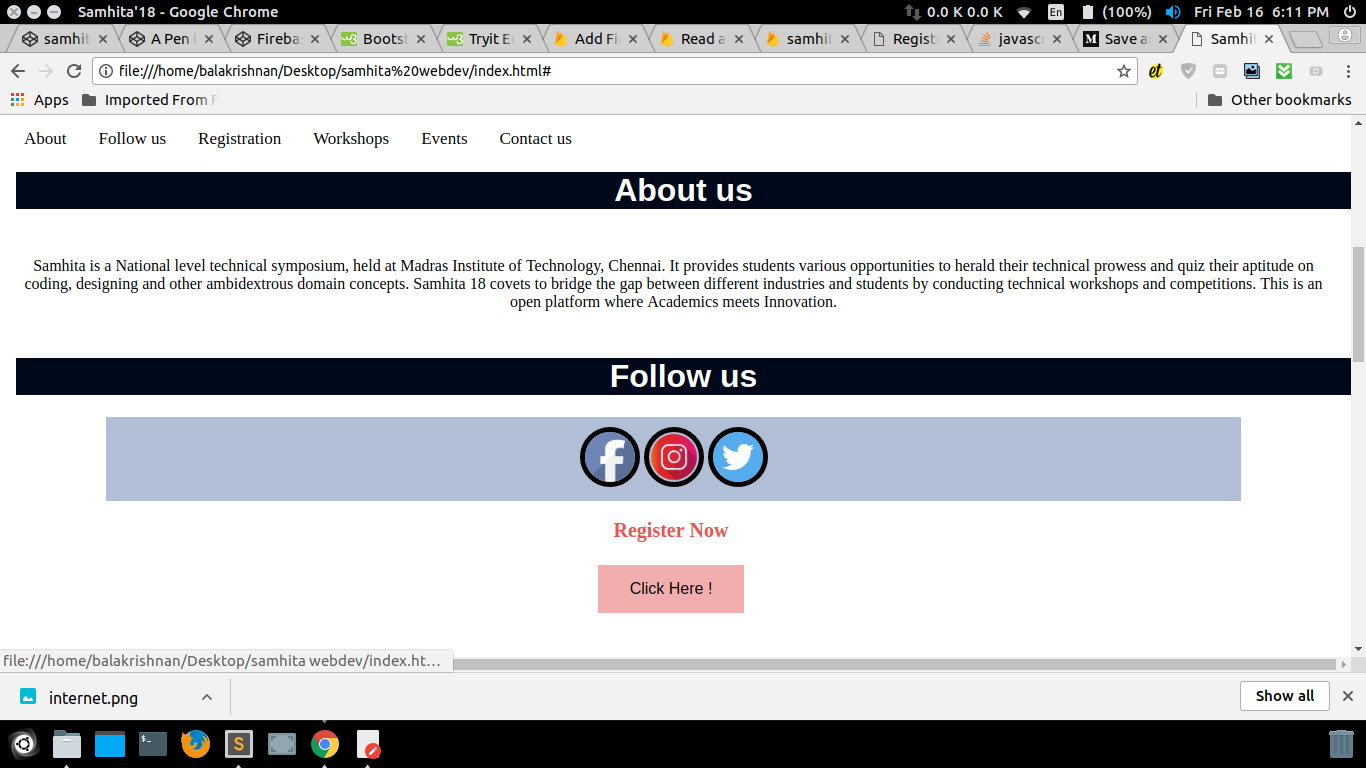 Samhita'18 - Google Chrome
0.0 K 0.0 K
En
(100%)
Fri Feb 16 6:11 PM
samhit
A Pen
Fireba
Bootst
Tryit E
Add Fi
Read a
samhit
Regist
javasc
M
Save a
Samhi
file:///home/balakrishnan/Desktop/samhita%20webdev/index.html#
et
Apps
Imported From F
Other bookmarks
About
Follow us
Registration
Workshops
Events
Contact us
About us
Samhita is a National level technical symposium, held at Madras Institute of Technology, Chennai. It provides students various opportunities to herald their technical prowess and quiz their aptitude on
coding, designing and other ambidextrous domain concepts. Samhita 18 covets to bridge the gap between different industries and students by conducting technical workshops and competitions. This is an
open platform where Academics meets Innovation.
Follow us
Register Now
Click Here !
file:///home/balakrishnan/Desktop/samhita webdev/index.ht…
internet.png
Show all